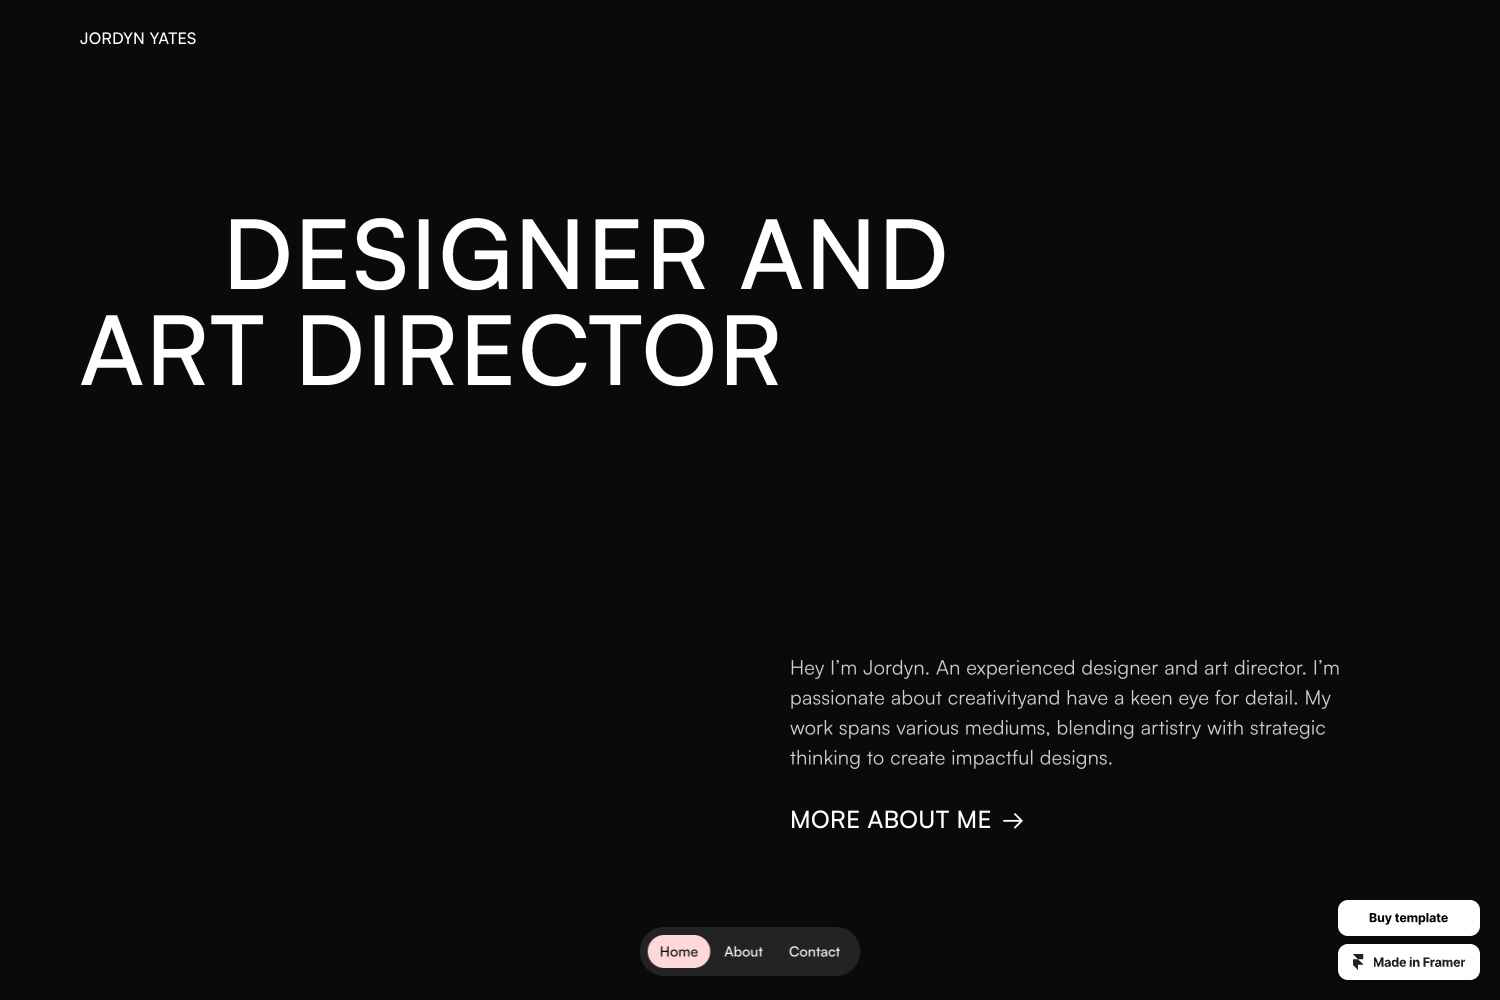 JORDYN YATES
DESIGNER AND
ART DIRECTOR
Hey I’m Jordyn. An experienced designer and art director. I’m
passionate about creativityand have a keen eye for detail. My
work spans various mediums, blending artistry with strategic
thinking to create impactful designs.
MORE ABOUT ME →
Home About Contact
Buy template
Made in Framer